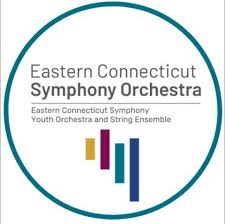 Eastern Connecticut
Symphony Orchestra
Eastern Connecticut Symphony
Youth Orchestra and String Ensemble